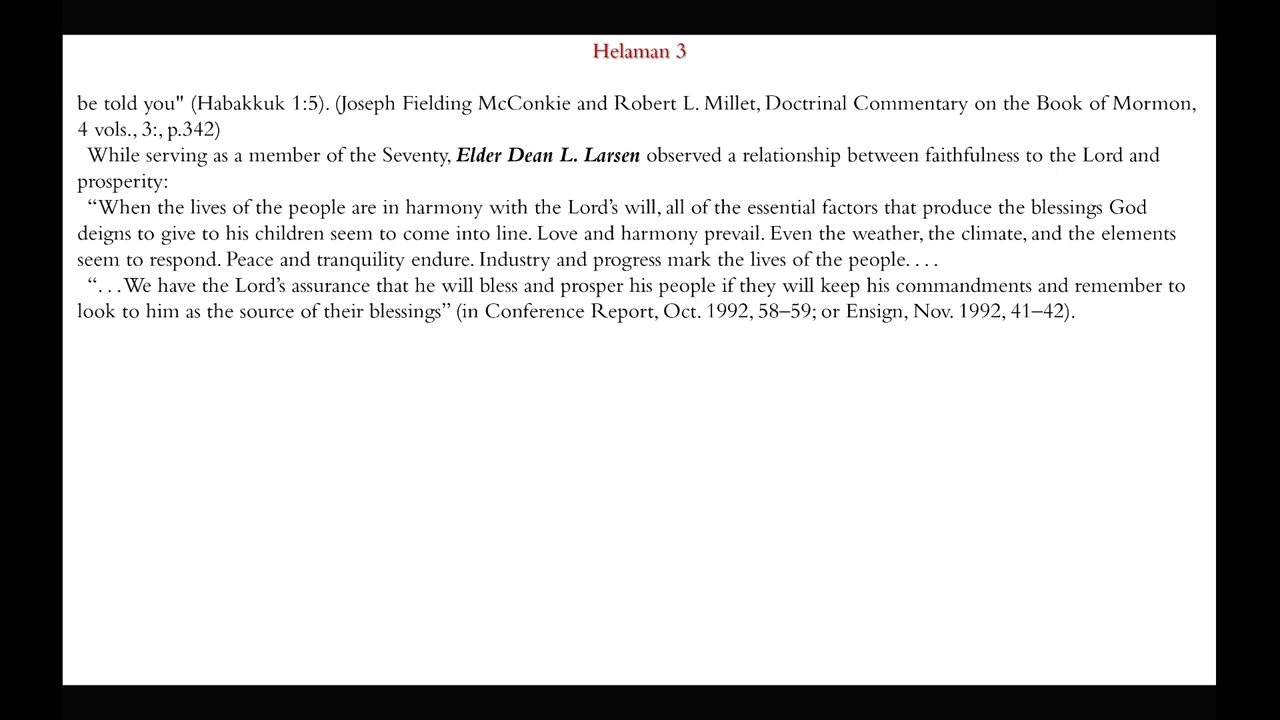 Helaman 3
be told you" (Habakkuk 1:5). (Joseph Fielding McConkie and Robert L. Millet, Doctrinal Commentary on the Book of Mormon,
4 vols., 3:, p.342)
While serving as a member of the Seventy, Elder Dean L. Larsen observed a relationship between faithfulness to the Lord and
prosperity:
“When the lives of the people are in harmony with the Lord’s will, all of the essential factors that produce the blessings God
deigns to give to his children seem to come into line. Love and harmony prevail. Even the weather, the climate, and the elements
seem to respond. Peace and tranquility endure. Industry and progress mark the lives of the people. . . .
“. . . We have the Lord’s assurance that he will bless and prosper his people if they will keep his commandments and remember to
look to him as the source of their blessings” (in Conference Report, Oct. 1992, 58–59; or Ensign, Nov. 1992, 41–42).